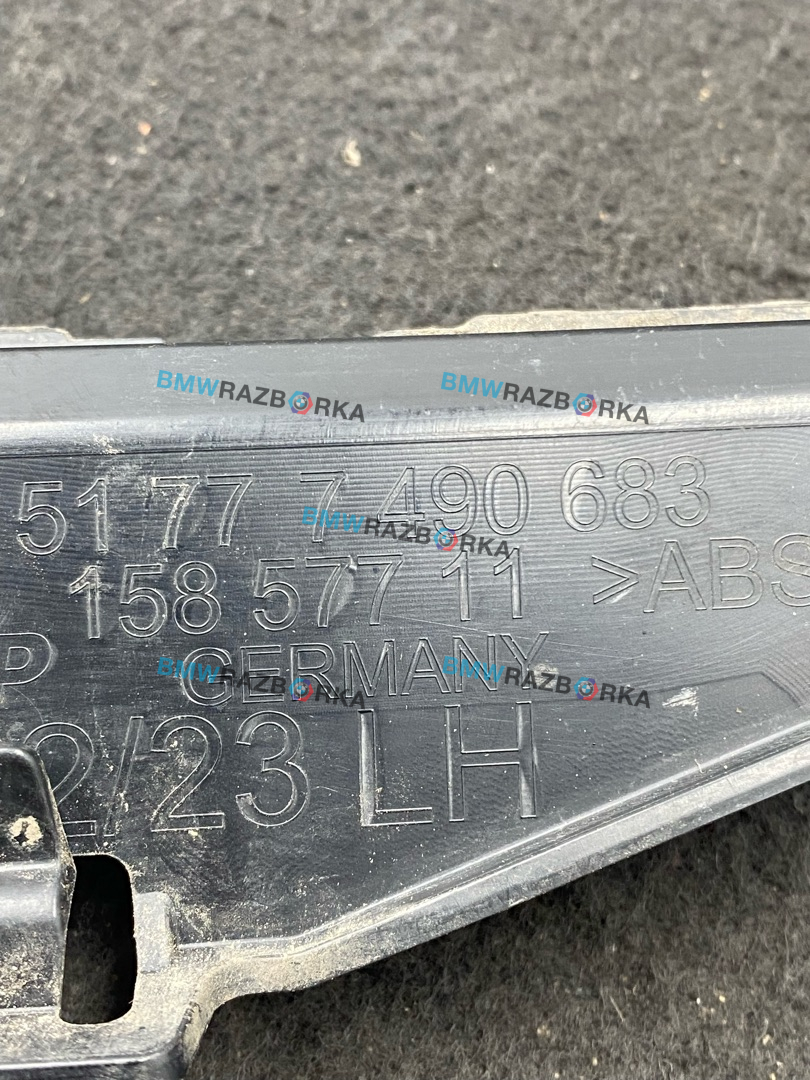 BMWRAZBORKA BMWRAZBORKA
51 77 7 490 683
BMWRAZBORKA
158 577 11 >ABS
P GERMANY
BMWRAZBORKA BMWRAZBORKA
2/23 LH